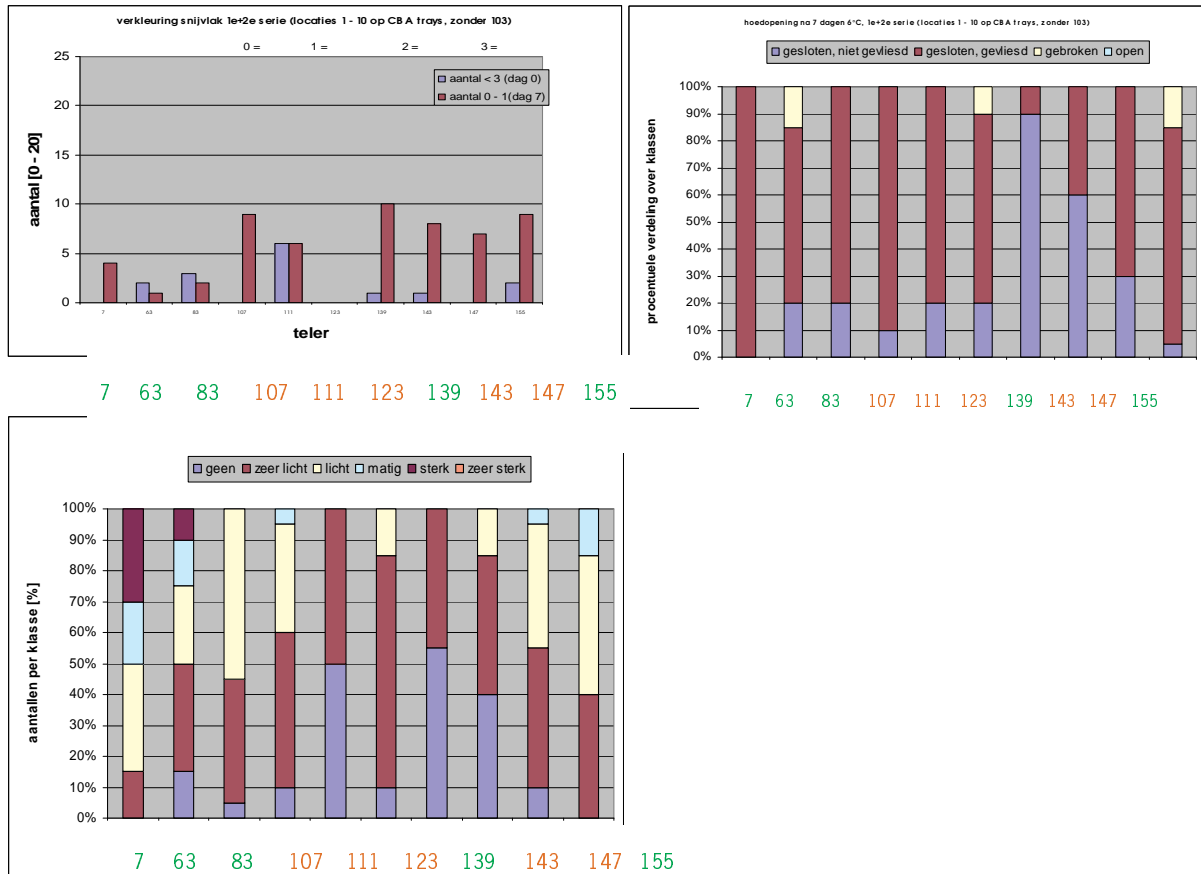 verkleuring snijvlak 1e+2e serie (locaties 1 - 10 op CBA trays, zonder 103)
0 = 1 = 2 = 3 =
aantal < 3 (dag 0)
aantal 0 - 1(dag 7)
aantal [0 - 20]
25
20
15
10
5
0
7 63 83 107 111 123 139 143 147 155
teler
7 63 83 107 111 123 139 143 147 155
hoedopening na 7 dagen 6°C, 1e+2e serie (locaties 1 - 10 op CBA trays, zonder 103)
gesloten, niet gevliesd gesloten, gevliesd gebroken open
procentuele verdeling over klassen
100%
90%
80%
70%
60%
50%
40%
30%
20%
10%
0%
7 63 83 107 111 123 139 143 147 155
geen zeer licht licht matig sterk zeer sterk
aantallen per klasse [%]
100%
90%
80%
70%
60%
50%
40%
30%
20%
10%
0%
7 63 83 107 111 123 139 143 147 155